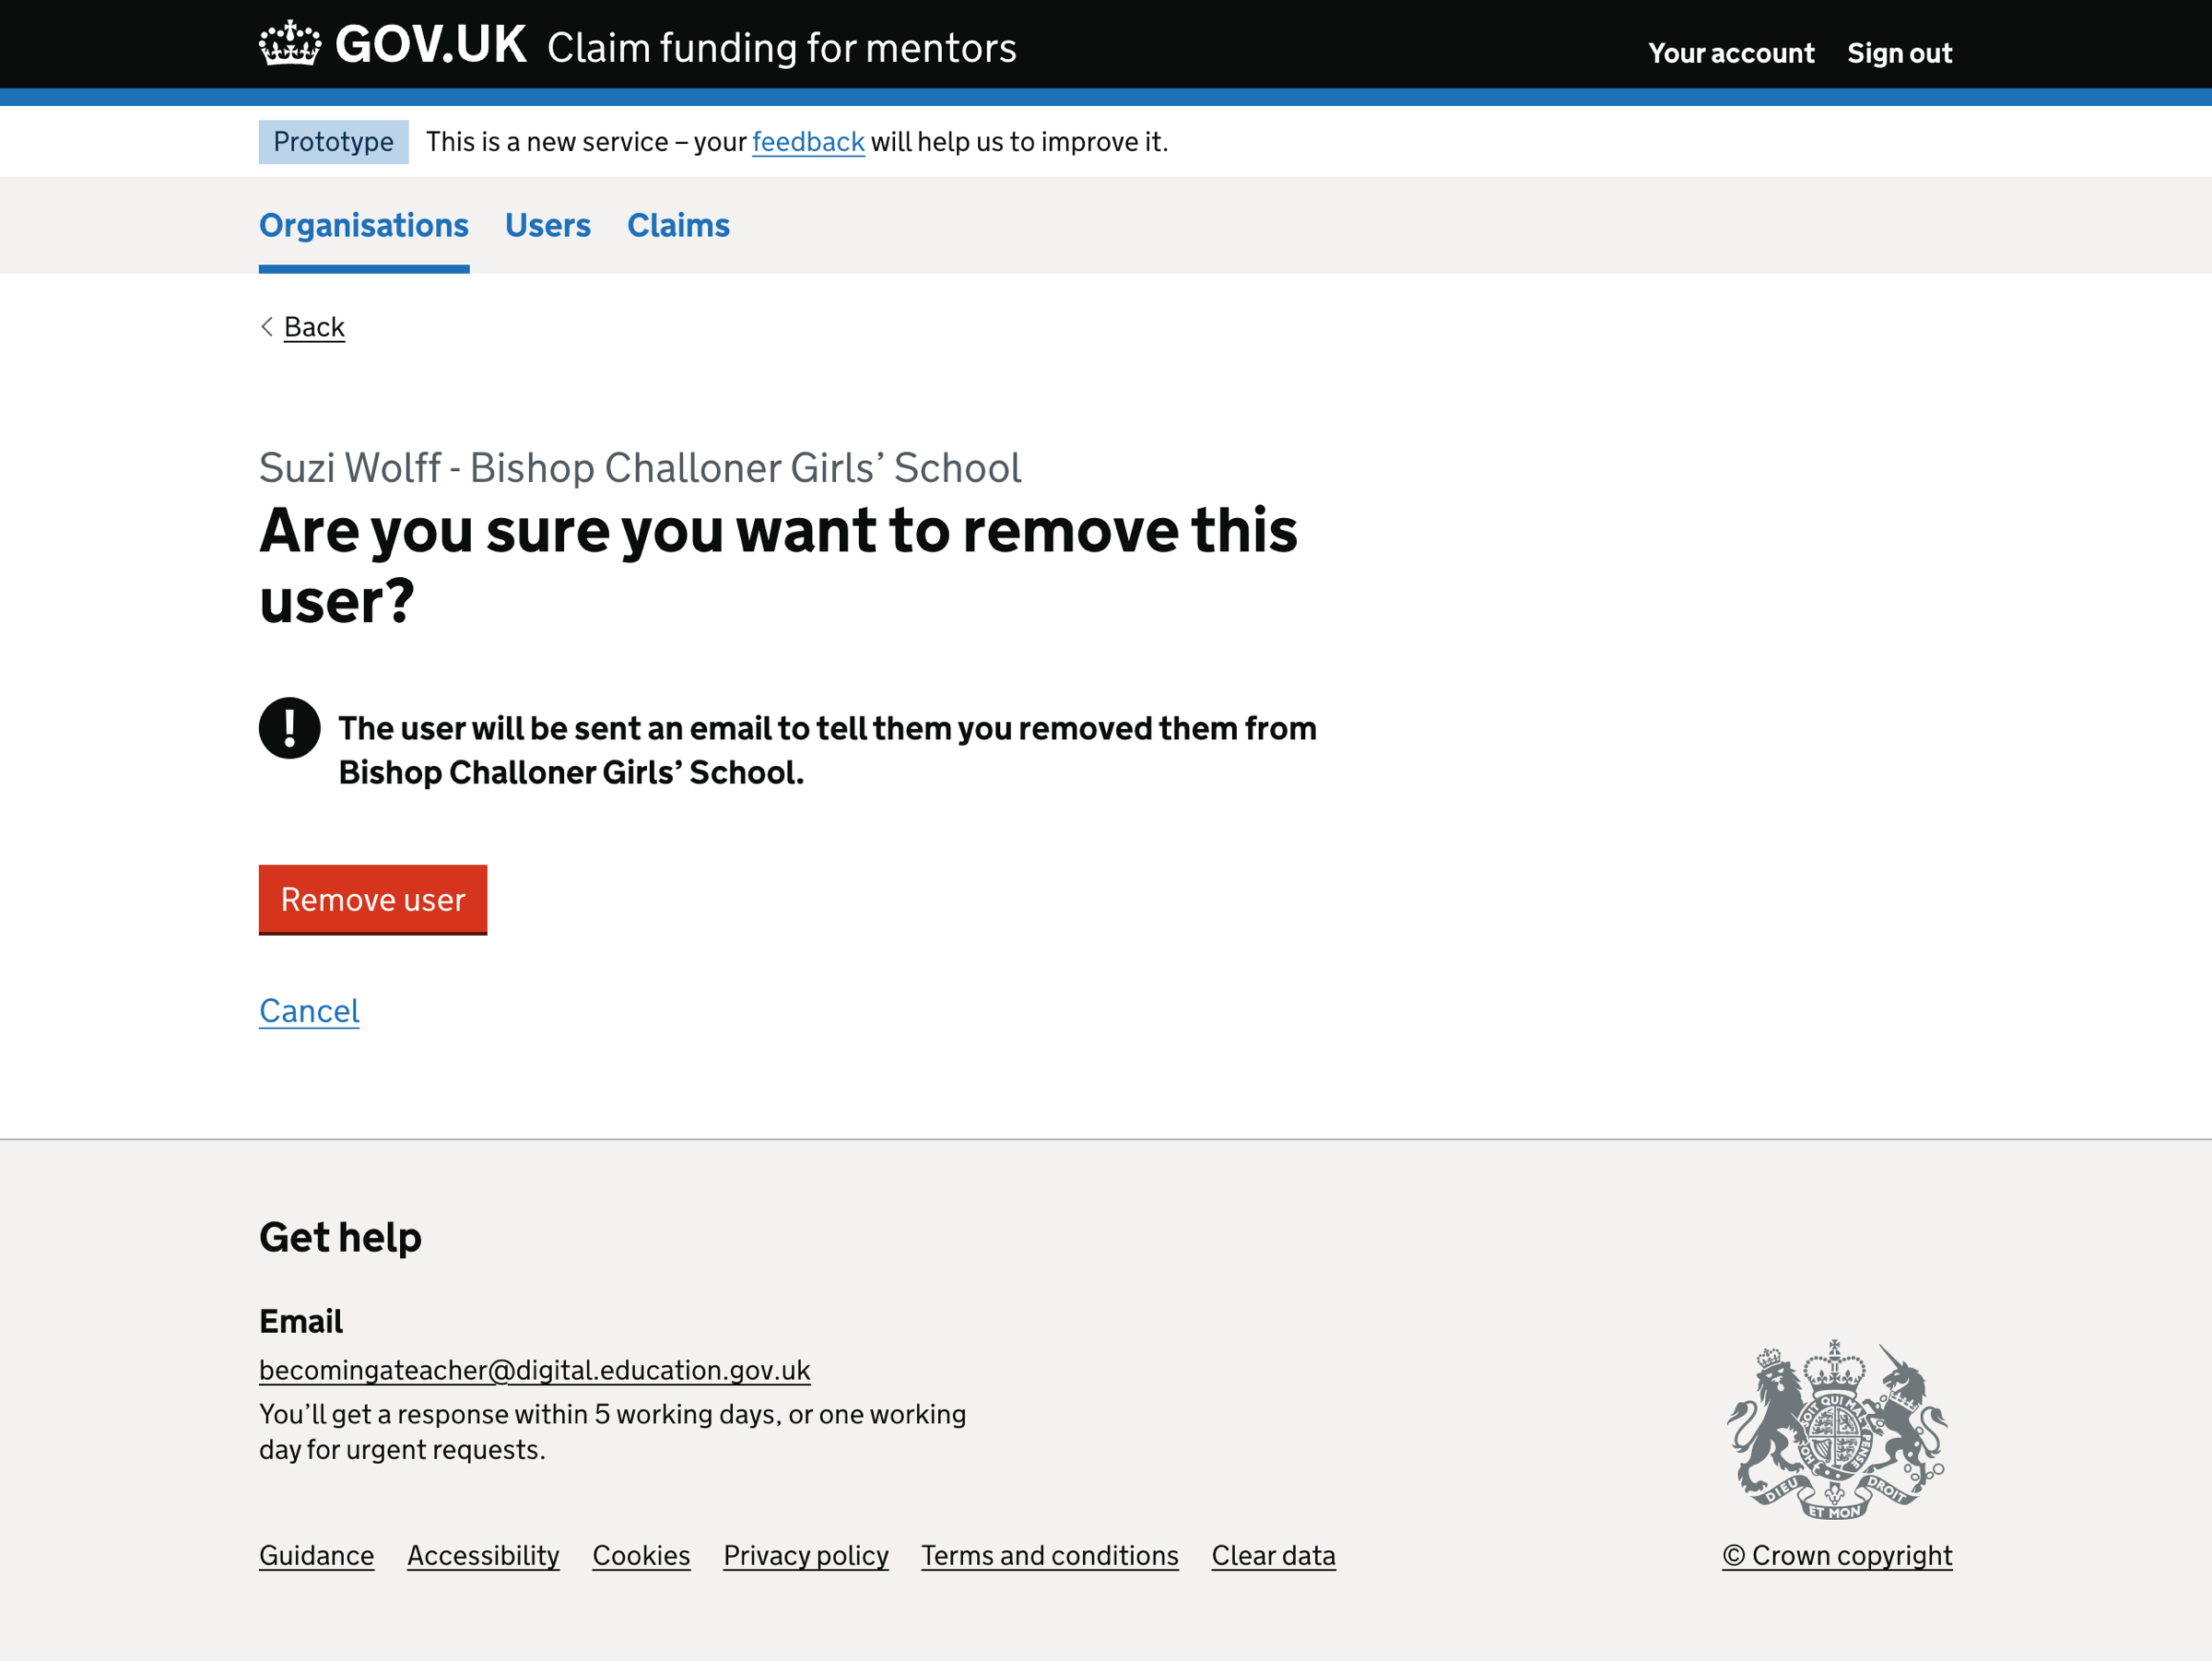 GOV.UK Claim funding for mentors
Your account Sign out
Prototype This is a new service – your feedback will help us to improve it.
Organisations Users Claims
Back
Suzi Wolff - Bishop Challoner Girls’ School
Are you sure you want to remove this
user?
! The user will be sent an email to tell them you removed them from
Bishop Challoner Girls’ School.
Remove user
Cancel
Get help
Email
becomingateacher@digital.education.gov.uk
You’ll get a response within 5 working days, or one working
day for urgent requests.
SOIT QUI MAL
PENSE
HON
DIEU ET MON DROIT
Guidance Accessibility Cookies Privacy policy Terms and conditions Clear data
© Crown copyright